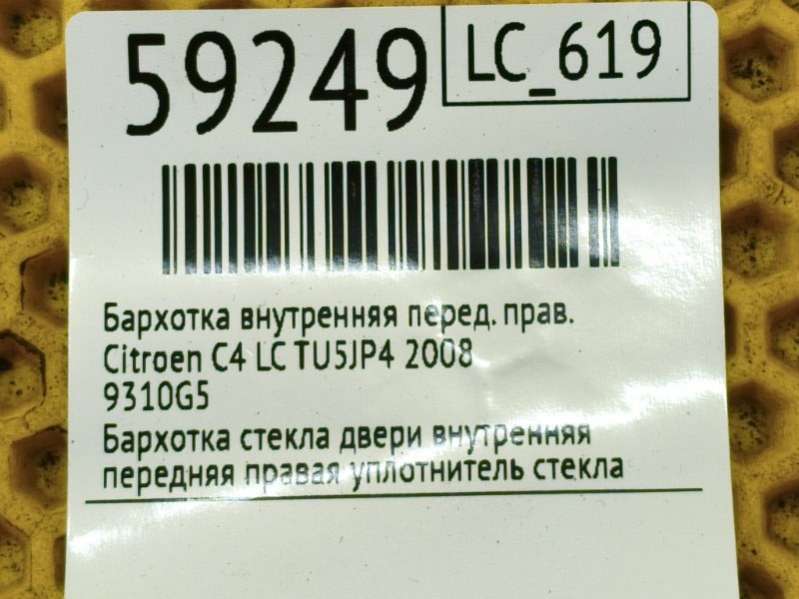 59249
LC_619
Бархотка внутренняя перед. прав.
Citroen C4 LC TU5JP4 2008
9310G5
Бархотка стекла двери внутренняя
передняя правая уплотнитель стекла